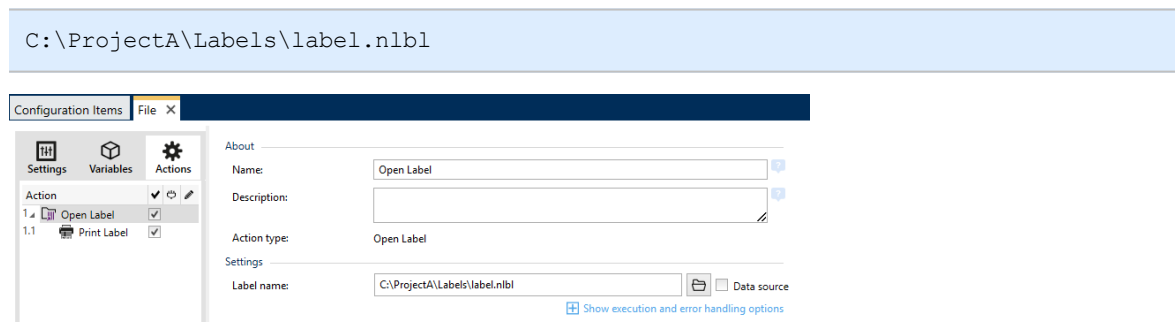 C:\ProjectA\Labels\label.nlbl
Configuration Items File
Settings Variables Actions
Action
1 Open Label
1.1 Print Label
About
Name: Open Label
Description:
Action type: Open Label
Settings
Label name: C:\ProjectA\Labels\label.nlbl Data source
Show execution and error handling options